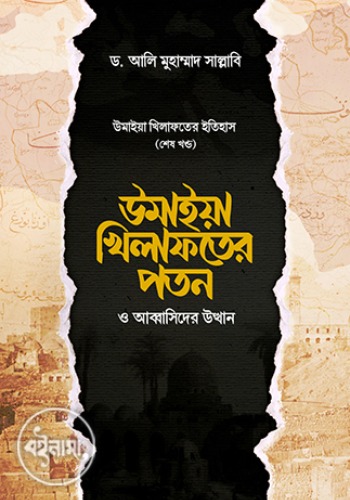 ড. আলি মুহাম্মাদ সাল্লাবি
উমাইয়া খিলাফতের ইতিহাস
(শেষ খণ্ড)
উমাইয়া
খিলাফতের
পতন
ও আব্বাসিদের উত্থান
বইনামা